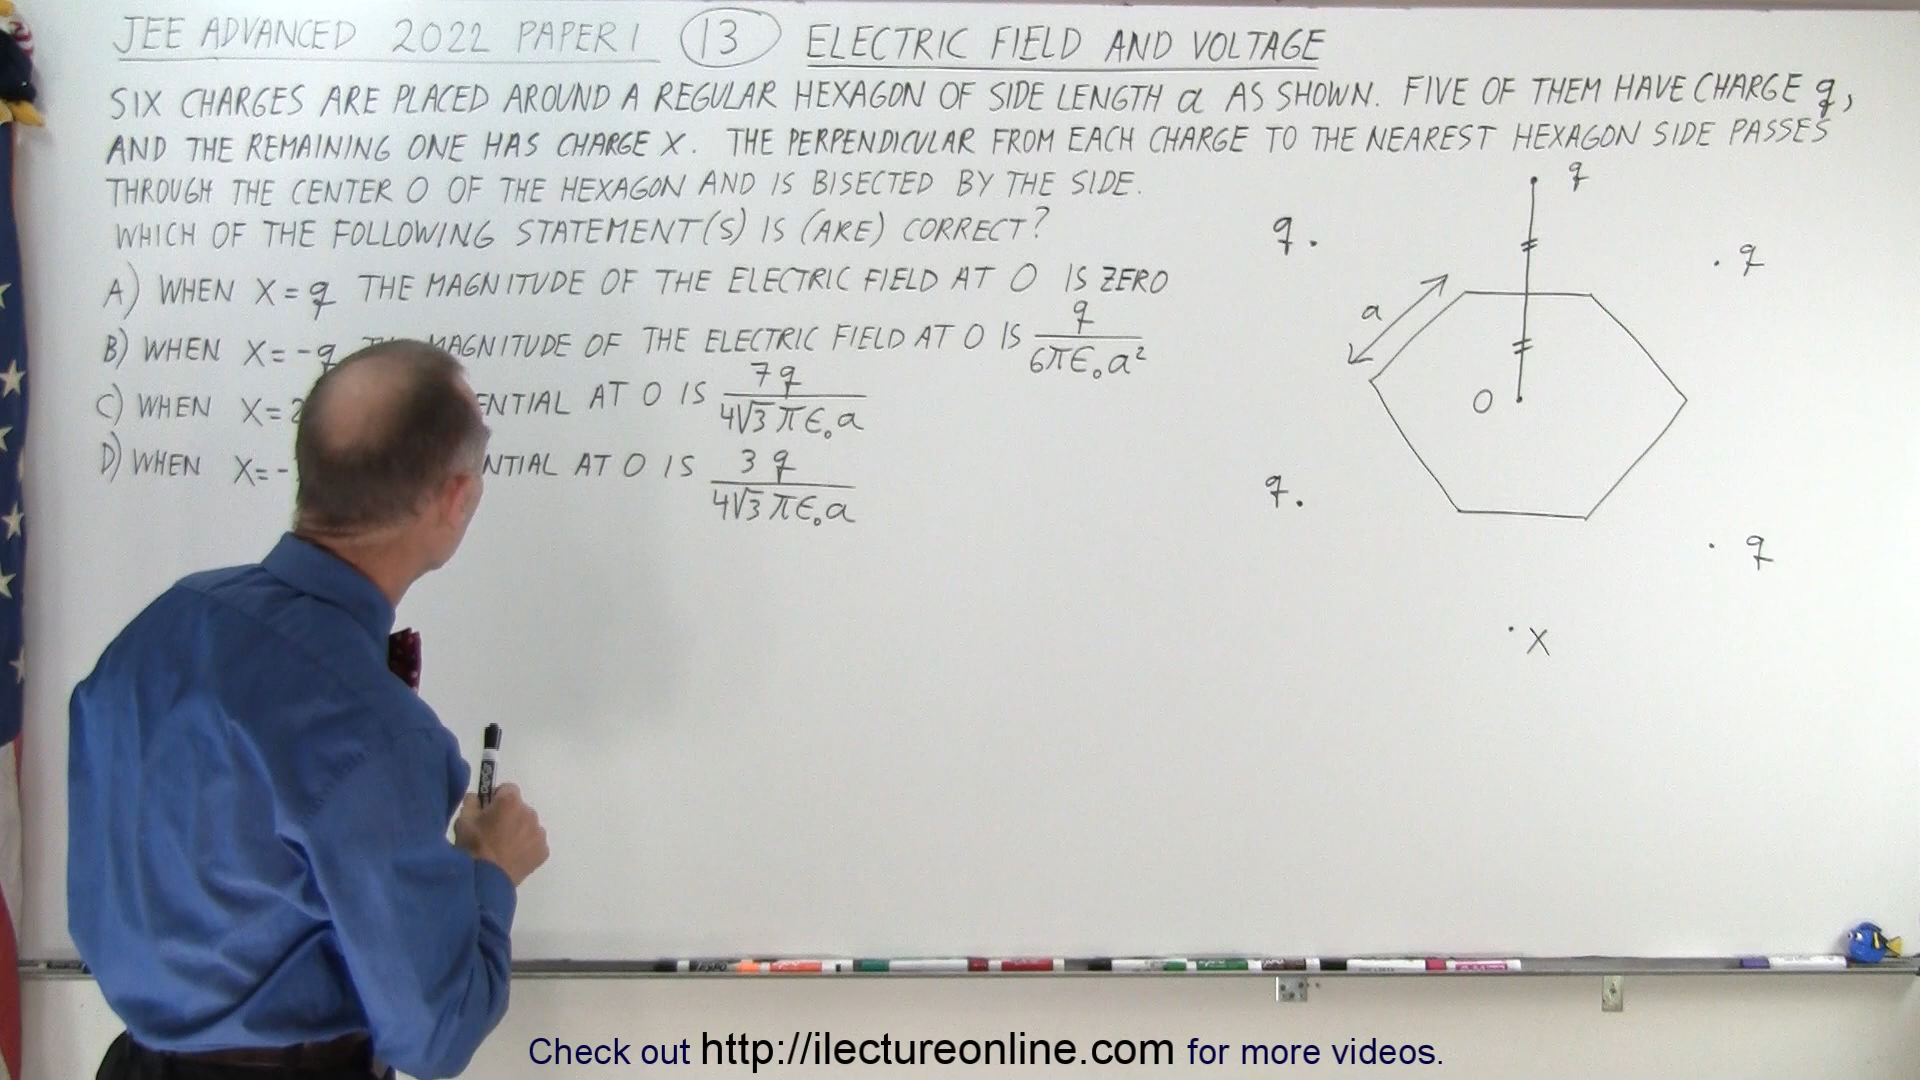 JEE ADVANCED 2022 PAPER 1 13 ELECTRIC FIELD AND VOLTAGE
SIX CHARGES ARE PLACED AROUND A REGULAR HEXAGON OF SIDE LENGTH a AS SHOWN. FIVE OF THEM HAVE CHARGE q,
AND THE REMAINING ONE HAS CHARGE X. THE PERPENDICULAR FROM EACH CHARGE TO THE NEAREST HEXAGON SIDE PASSES
THROUGH THE CENTER O OF THE HEXAGON AND IS BISECTED BY THE SIDE.
WHICH OF THE FOLLOWING STATEMENT(S) IS (ARE) CORRECT?
A) WHEN X = q THE MAGNITUDE OF THE ELECTRIC FIELD AT O IS ZERO
B) WHEN X = -q MAGNITUDE OF THE ELECTRIC FIELD AT O IS q / 6πε₀a²
C) WHEN X = 2 ENTIAL AT O IS 7q / 4√3 πε₀a
D) WHEN X = - NTIAL AT O IS 3q / 4√3 πε₀a
q
q
q
a
O
q
q
X
Check out http://ilectureonline.com for more videos.